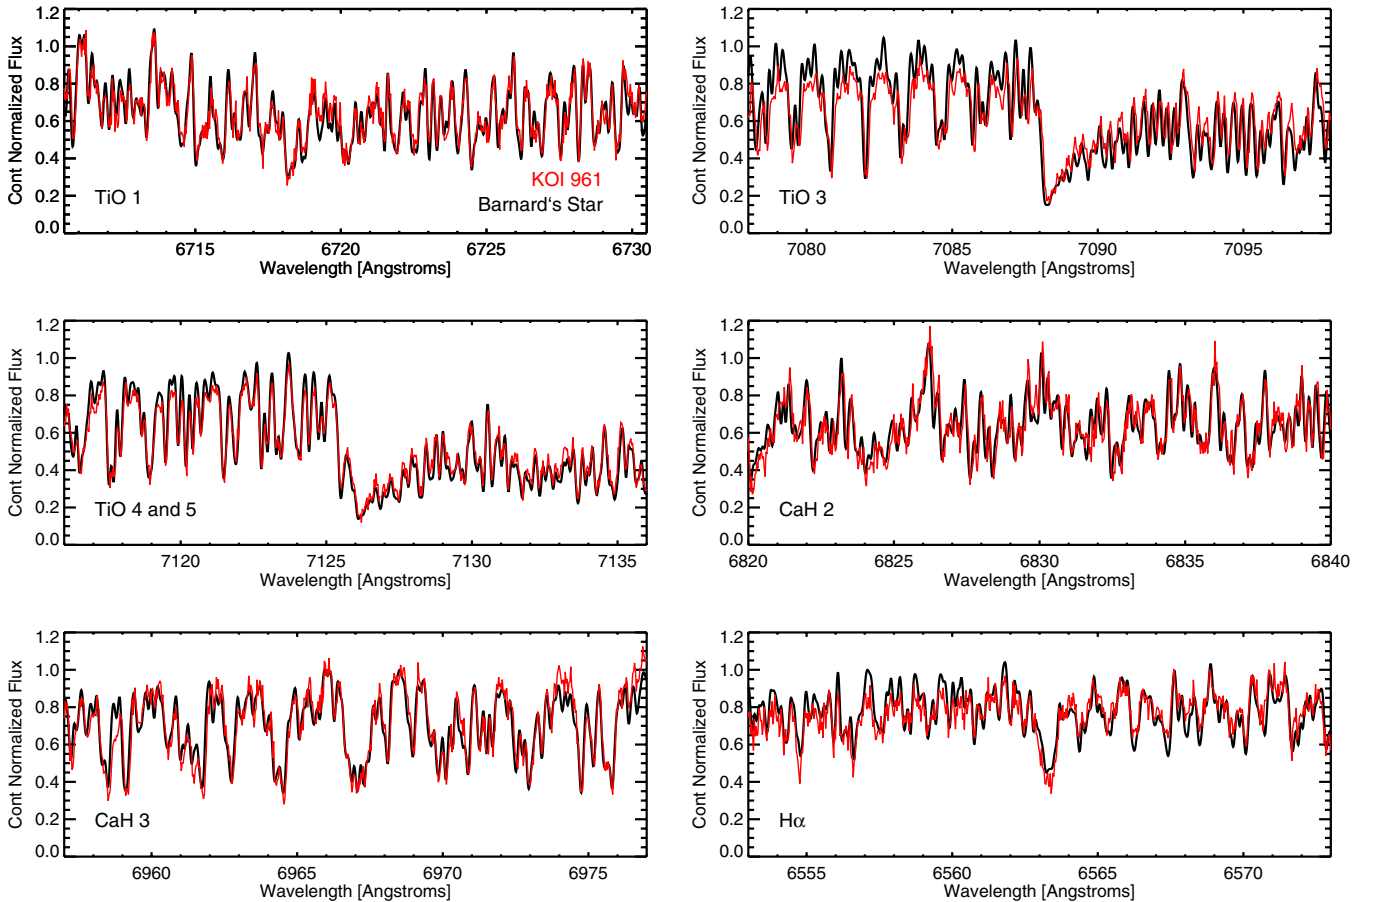 Cont Normalized Flux
1.0
0.8
0.6
0.4
0.2
0.0
TiO 1
KOI 961
Barnard‘s Star
6715 6720 6725 6730
Wavelength [Angstroms]
Cont Normalized Flux
1.2
1.0
0.8
0.6
0.4
0.2
0.0
TiO 3
7080 7085 7090 7095
Wavelength [Angstroms]
Cont Normalized Flux
1.2
1.0
0.8
0.6
0.4
0.2
0.0
TiO 4 and 5
7120 7125 7130 7135
Wavelength [Angstroms]
Cont Normalized Flux
1.2
1.0
0.8
0.6
0.4
0.2
0.0
CaH 2
6820 6825 6830 6835 6840
Wavelength [Angstroms]
Cont Normalized Flux
1.2
1.0
0.8
0.6
0.4
0.2
0.0
CaH 3
6960 6965 6970 6975
Wavelength [Angstroms]
Cont Normalized Flux
1.2
1.0
0.8
0.6
0.4
0.2
0.0
Hα
6555 6560 6565 6570
Wavelength [Angstroms]